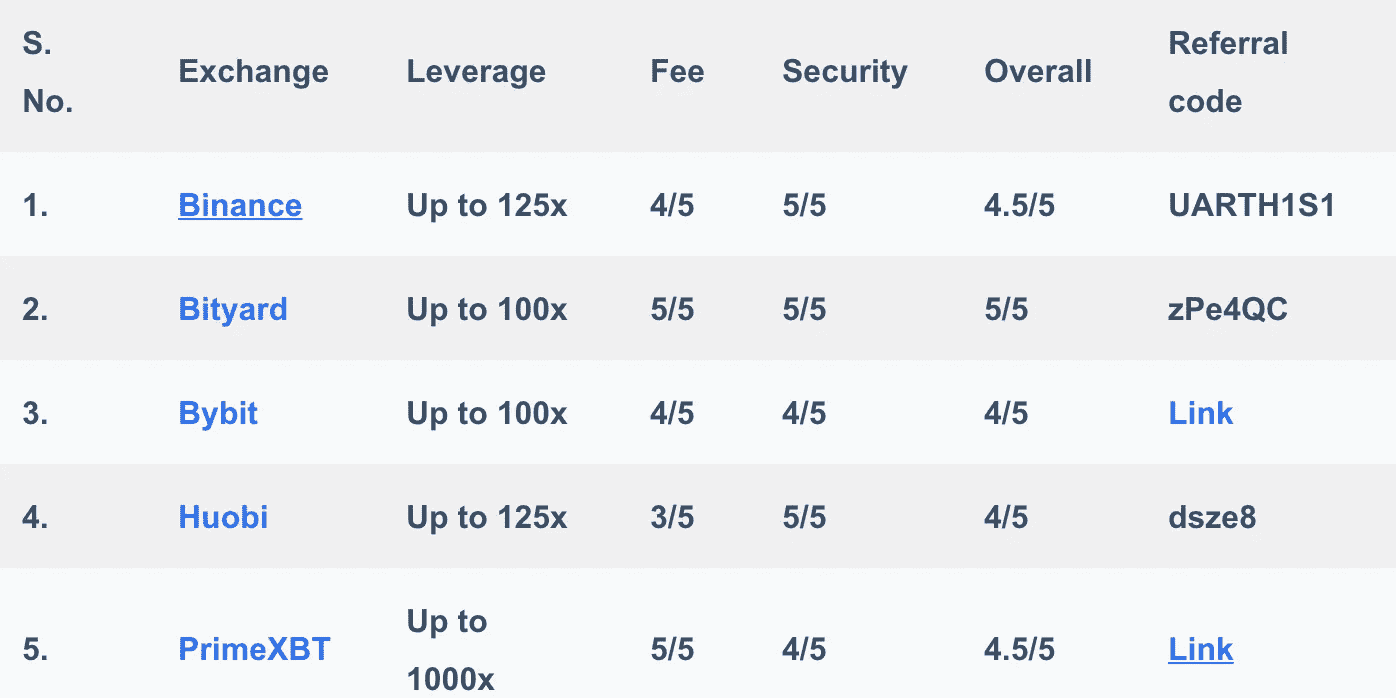 S. No. Exchange Leverage Fee Security Overall Referral code
1. Binance Up to 125x 4/5 5/5 4.5/5 UARTH1S1
2. Bityard Up to 100x 5/5 5/5 5/5 zPe4QC
3. Bybit Up to 100x 4/5 4/5 4/5 Link
4. Huobi Up to 125x 3/5 5/5 4/5 dsze8
5. PrimeXBT Up to 1000x 5/5 4/5 4.5/5 Link